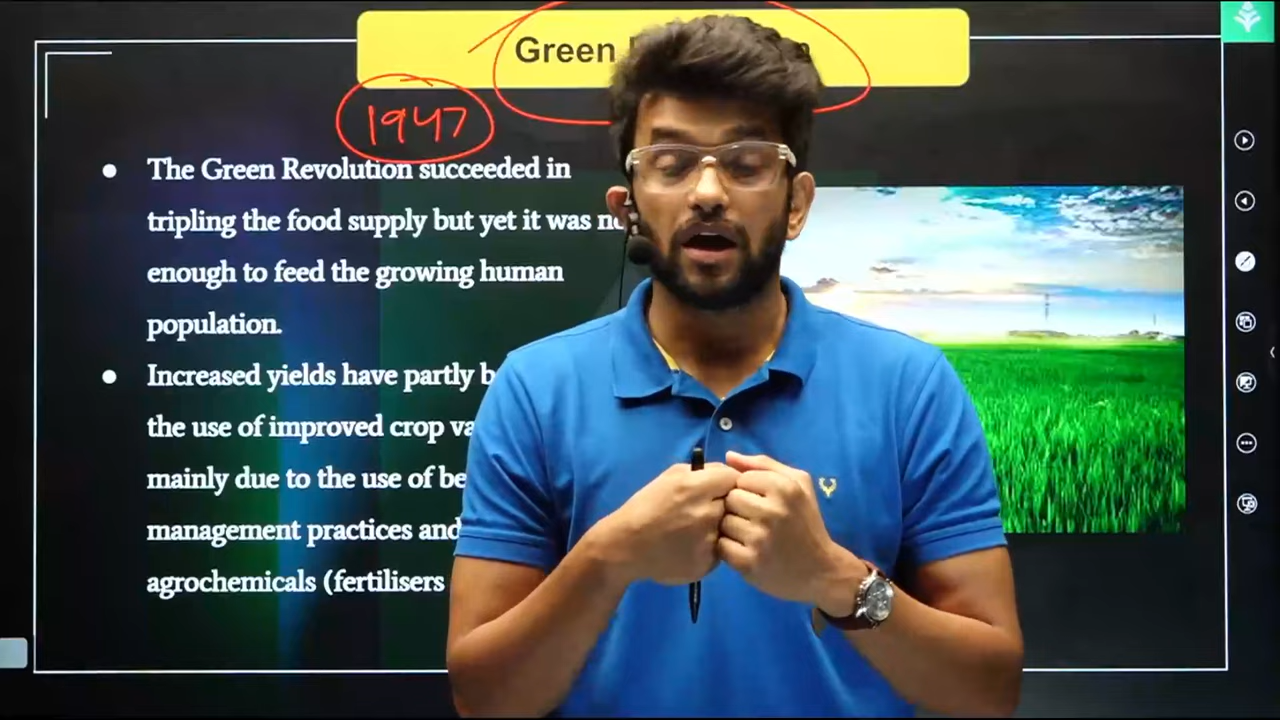 Green
1947
The Green Revolution succeeded in
tripling the food supply but yet it was
enough to feed the growing human
population.
Increased yields have partly
the use of improved crop
mainly due to the use of
management practices and
agrochemicals (fertilisers